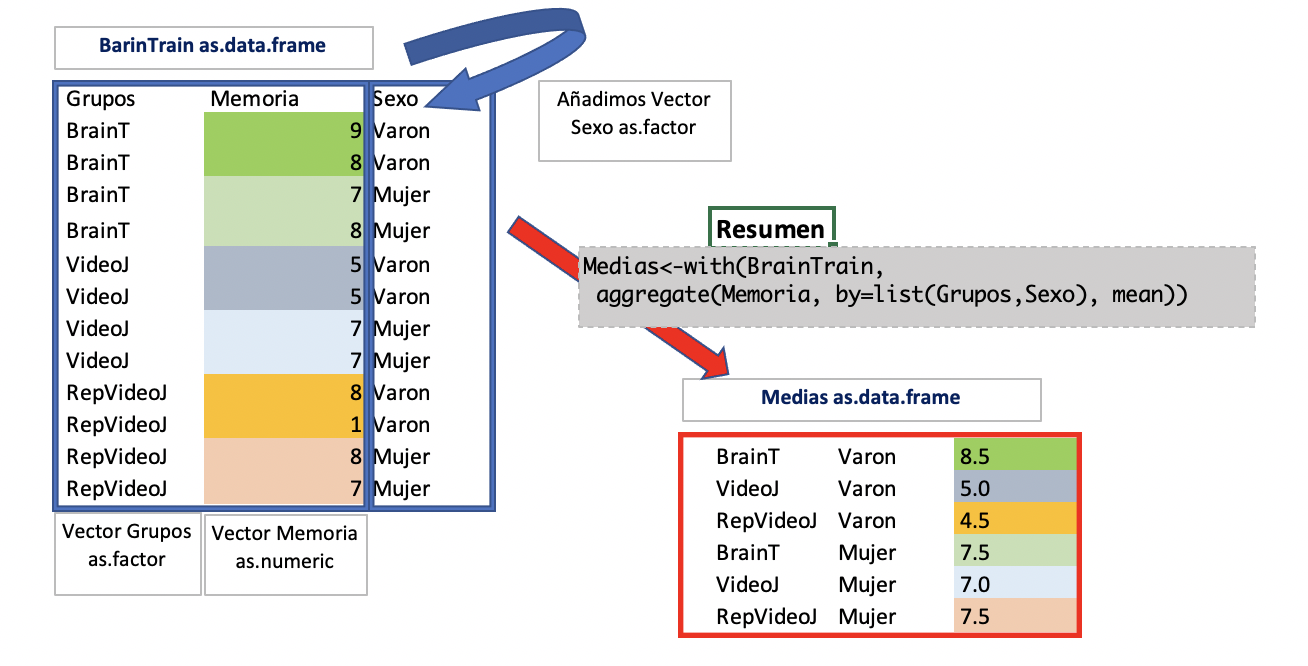 BarinTrain as.data.frame
Grupos Memoria Sexo
BrainT 9 Varon
BrainT 8 Varon
BrainT 7 Mujer
BrainT 8 Mujer
VideoJ 5 Varon
VideoJ 5 Varon
VideoJ 7 Mujer
VideoJ 7 Mujer
RepVideoJ 8 Varon
RepVideoJ 1 Varon
RepVideoJ 8 Mujer
RepVideoJ 7 Mujer
Vector Grupos
as.factor
Vector Memoria
as.numeric
Añadimos Vector
Sexo as.factor
Resumen
Medias<-with(BrainTrain,
aggregate(Memoria, by=list(Grupos,Sexo), mean))
Medias as.data.frame
BrainT Varon 8.5
VideoJ Varon 5.0
RepVideoJ Varon 4.5
BrainT Mujer 7.5
VideoJ Mujer 7.0
RepVideoJ Mujer 7.5